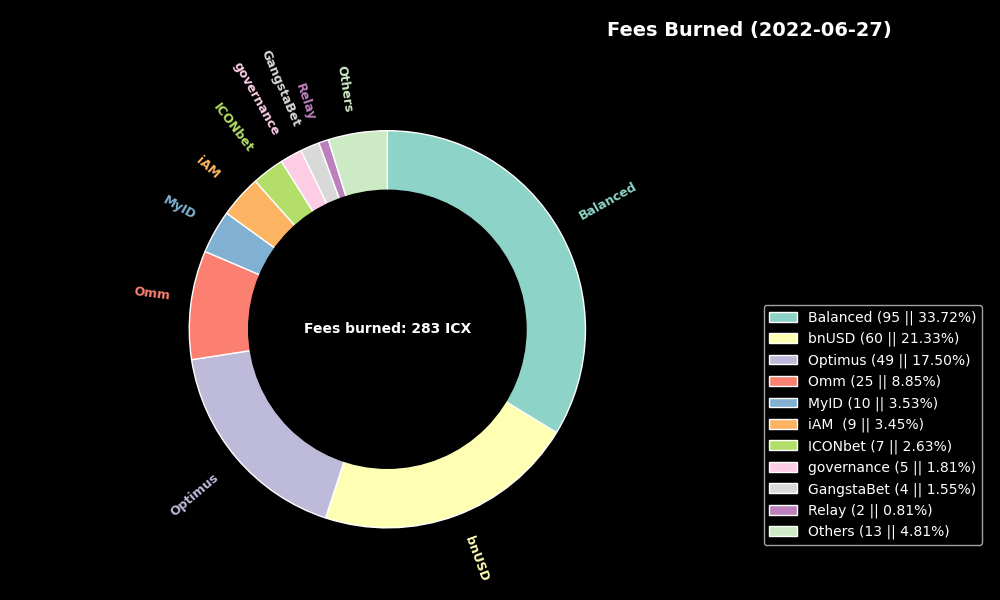 Fees Burned (2022-06-27)
Others
Relay
GangstaBet
governance
ICONbet
iAM
MyID
Omm
Optimus
bnUSD
Balanced
Fees burned: 283 ICX
Balanced (95 || 33.72%)
bnUSD (60 || 21.33%)
Optimus (49 || 17.50%)
Omm (25 || 8.85%)
MyID (10 || 3.53%)
iAM  (9 || 3.45%)
ICONbet (7 || 2.63%)
governance (5 || 1.81%)
GangstaBet (4 || 1.55%)
Relay (2 || 0.81%)
Others (13 || 4.81%)